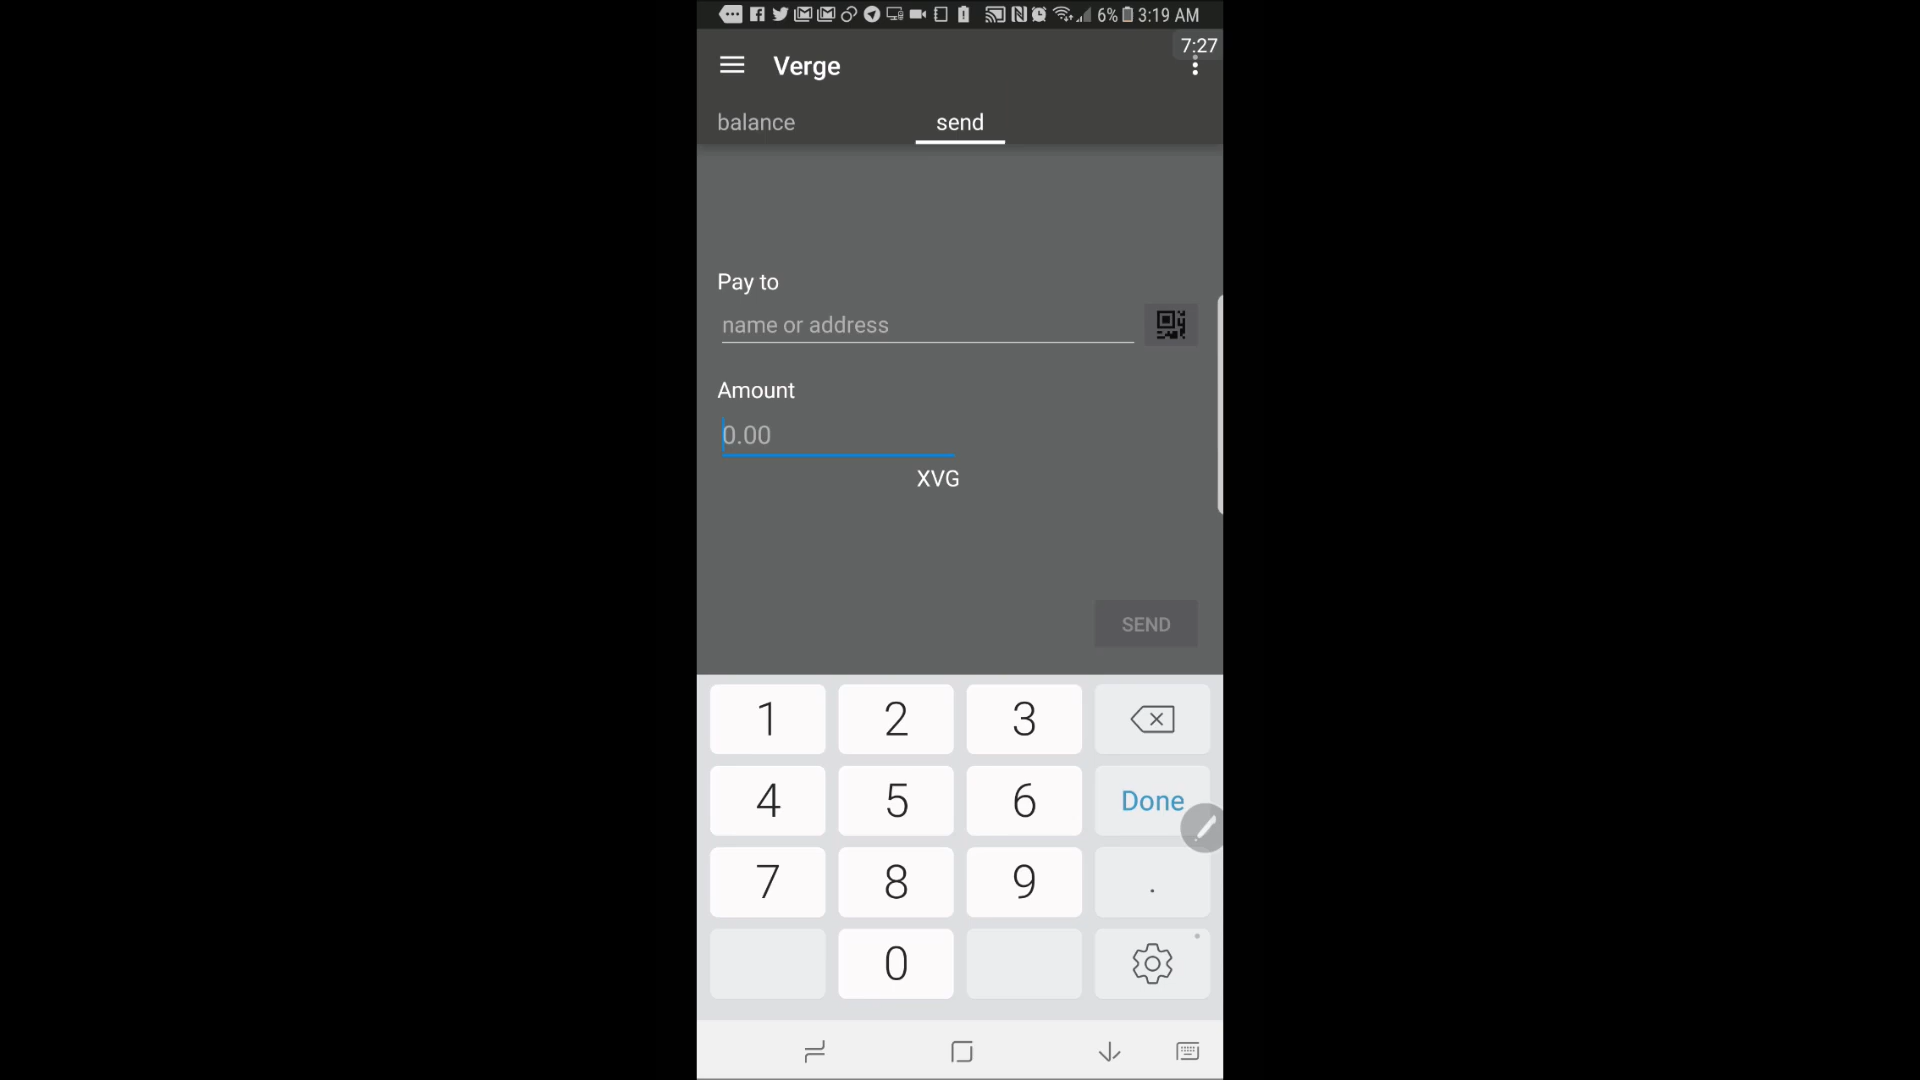 6% 3:19 AM
7:27
Verge
balance send
Pay to
name or address
Amount
0.00
XVG
SEND
1 2 3
4 5 6 Done
7 8 9 .
0